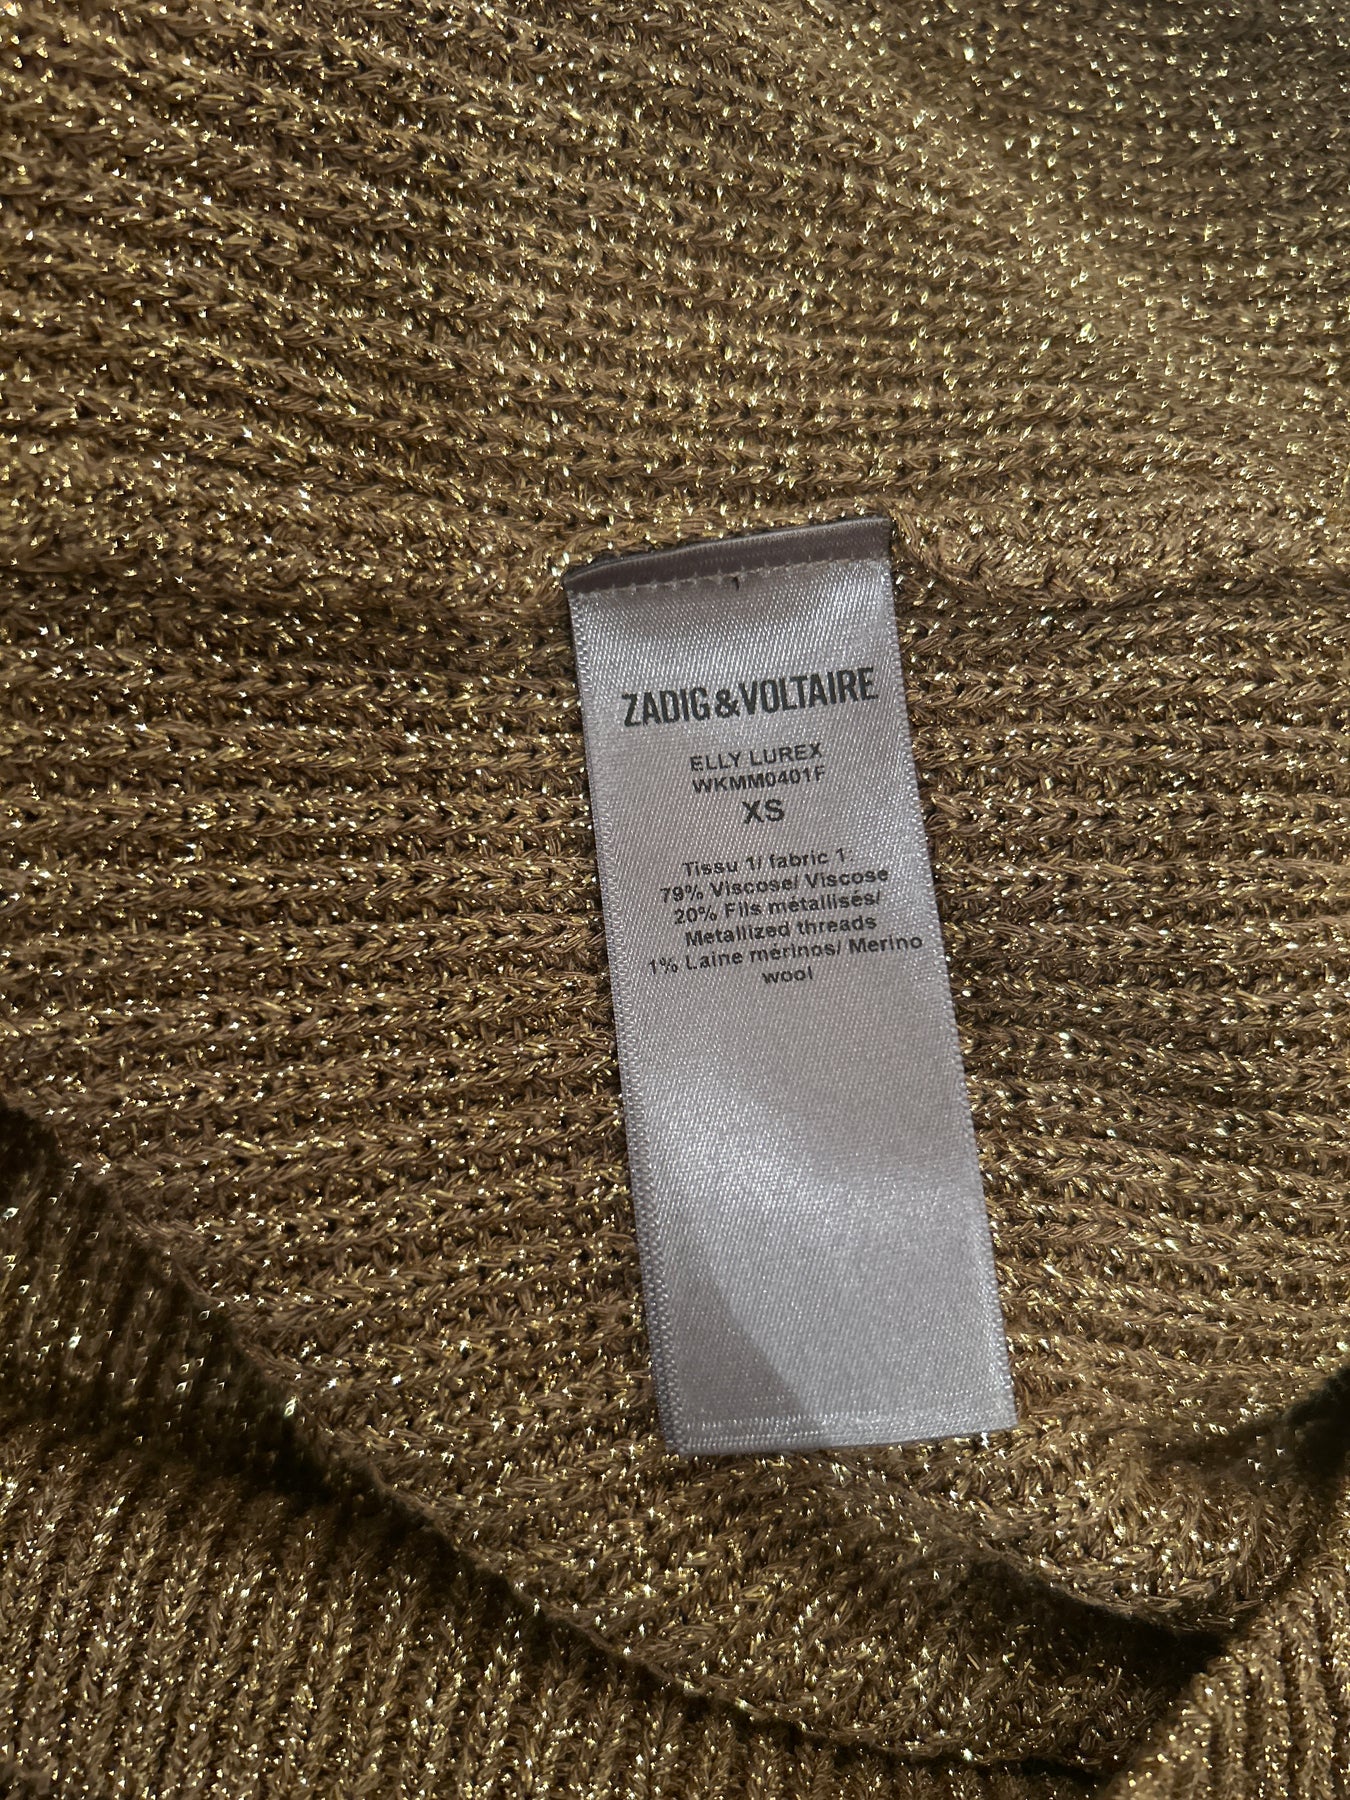 ZADIG&VOLTAIRE
ELLY LUREX
WKMM0401F
XS
Tissu 1/ fabric 1:
79% Viscose/ Viscose
20% Fils métallisés/
Metallized threads
1% Laine mérinos/ Merino
wool